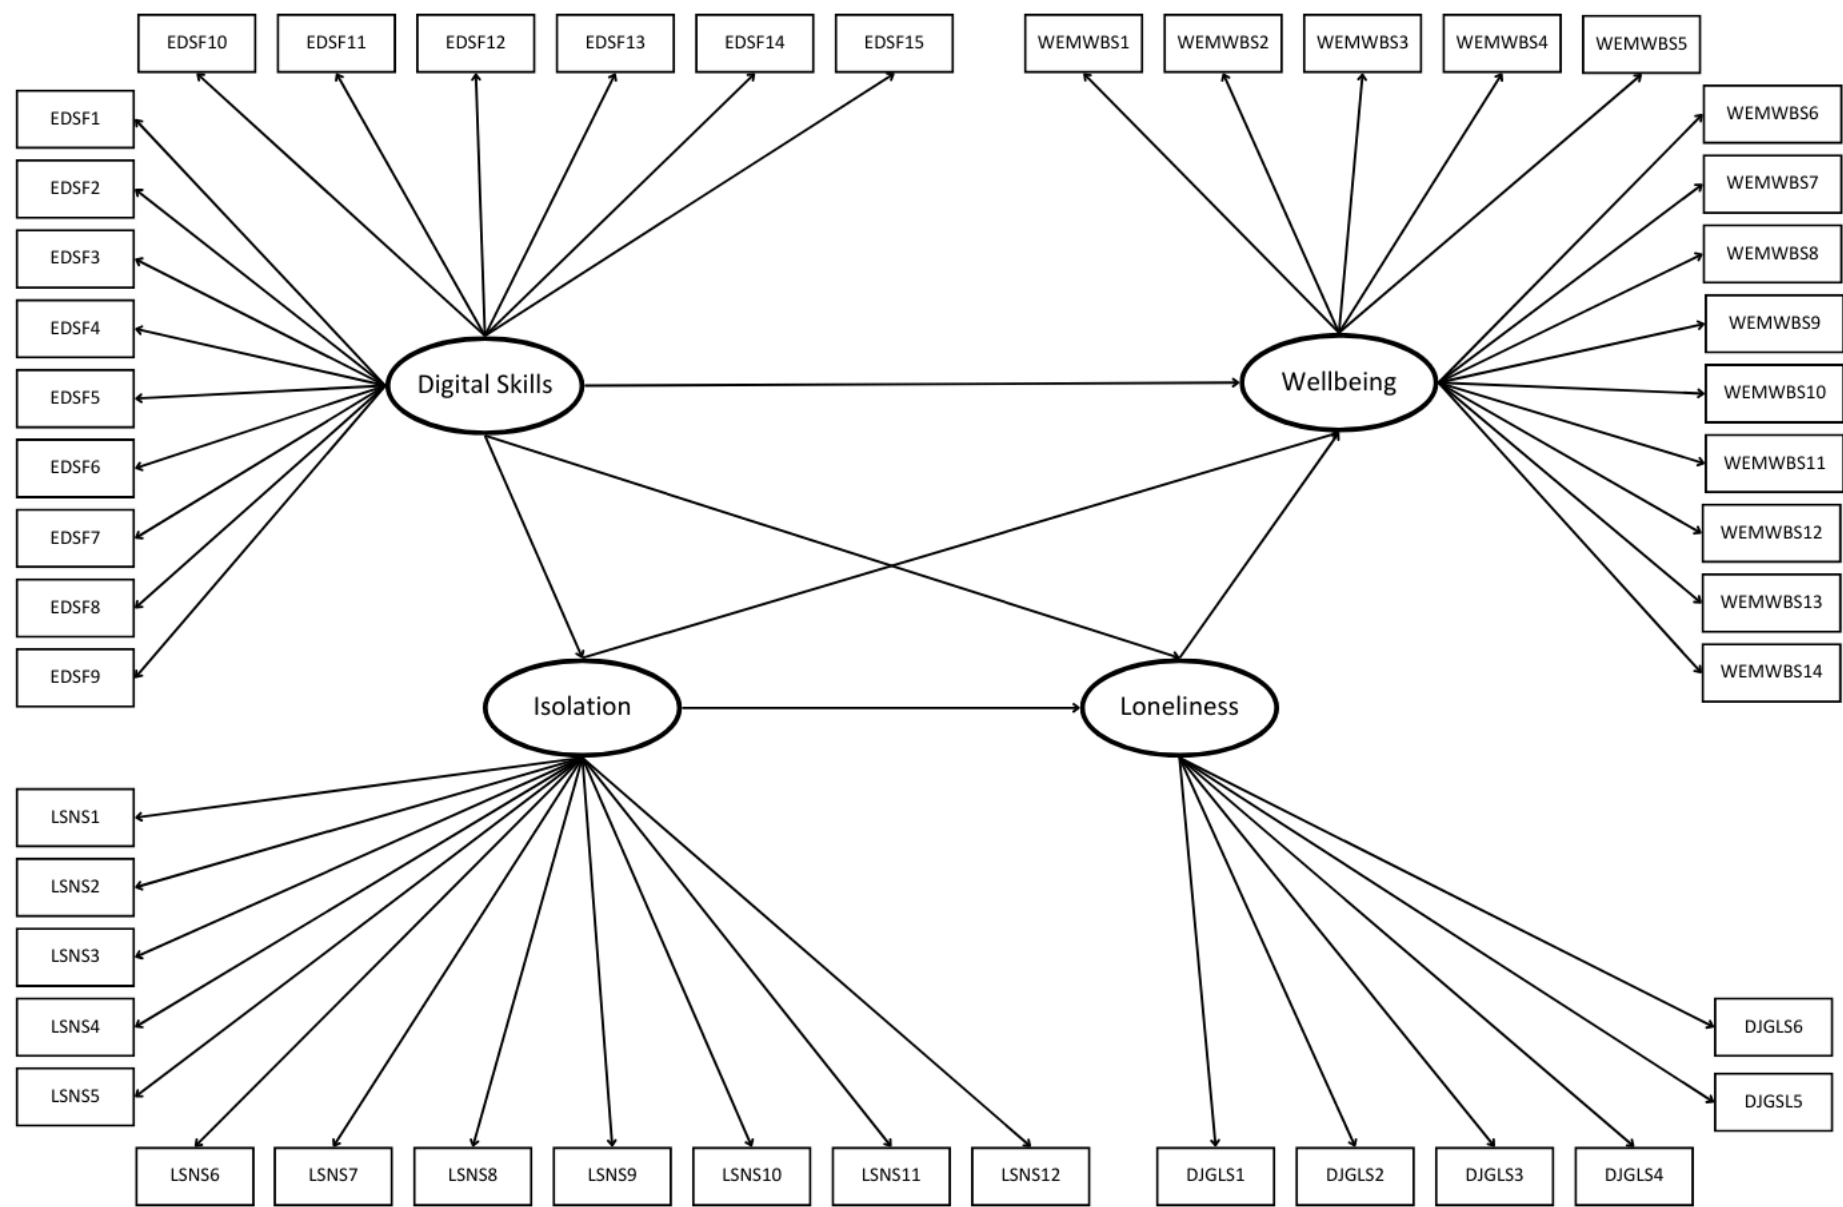 EDSF10
EDSF11
EDSF12
EDSF13
EDSF14
EDSF15
WEMWBS1
WEMWBS2
WEMWBS3
WEMWBS4
WEMWBS5
EDSF1
EDSF2
EDSF3
EDSF4
EDSF5
EDSF6
EDSF7
EDSF8
EDSF9
WEMWBS6
WEMWBS7
WEMWBS8
WEMWBS9
WEMWBS10
WEMWBS11
WEMWBS12
WEMWBS13
WEMWBS14
Digital Skills
Wellbeing
Isolation
Loneliness
LSNS1
LSNS2
LSNS3
LSNS4
LSNS5
LSNS6
LSNS7
LSNS8
LSNS9
LSNS10
LSNS11
LSNS12
DJGLS6
DJGSL5
DJGLS1
DJGLS2
DJGLS3
DJGLS4